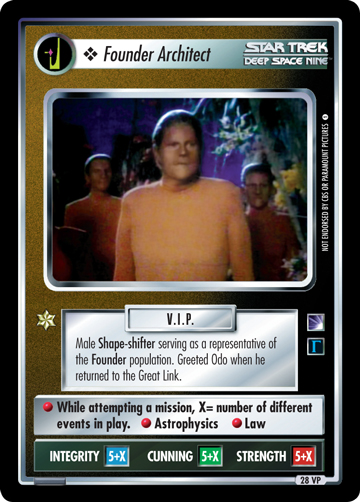 ❖ Founder Architect
STAR TREK
DEEP SPACE NINE™
NOT ENDORSED BY CBS OR PARAMOUNT PICTURES
V.I.P.
Male Shape-shifter serving as a representative of
the Founder population. Greeted Odo when he
returned to the Great Link.
Γ
• While attempting a mission, X= number of different
events in play. • Astrophysics • Law
INTEGRITY 5+X CUNNING 5+X STRENGTH 5+X
28 VP